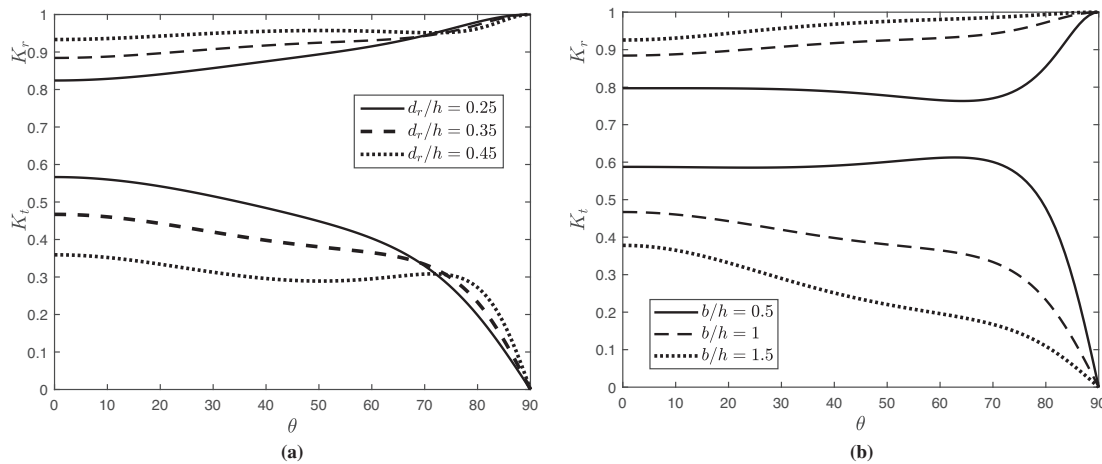 1
0.9
0.8
0.7
0.6
0.5
0.4
0.3
0.2
0.1
0
K_r
K_t
d_r/h = 0.25
d_r/h = 0.35
d_r/h = 0.45
0 10 20 30 40 50 60 70 80 90
θ
(a)
1
0.9
0.8
0.7
0.6
0.5
0.4
0.3
0.2
0.1
0
K_r
K_t
b/h = 0.5
b/h = 1
b/h = 1.5
0 10 20 30 40 50 60 70 80 90
θ
(b)